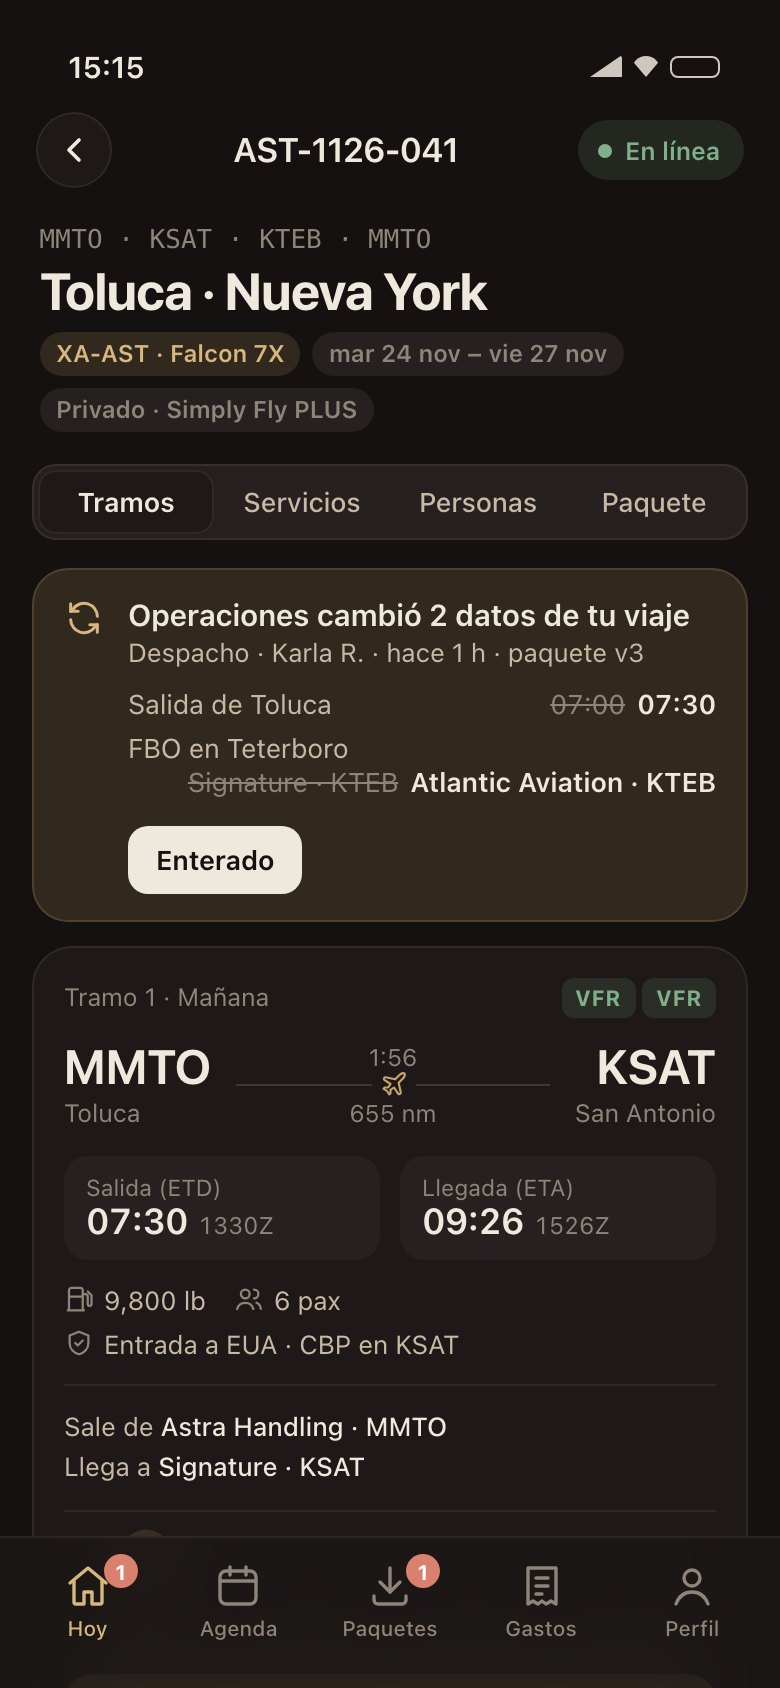 15:15
AST-1126-041
En línea
MMTO · KSAT · KTEB · MMTO
Toluca · Nueva York
XA-AST · Falcon 7X
mar 24 nov – vie 27 nov
Privado · Simply Fly PLUS
Tramos
Servicios
Personas
Paquete
Operaciones cambió 2 datos de tu viaje
Despacho · Karla R. · hace 1 h · paquete v3
Salida de Toluca 07:00 07:30
FBO en Teterboro
Signature · KTEB Atlantic Aviation · KTEB
Enterado
Tramo 1 · Mañana
VFR VFR
MMTO 1:56 KSAT
Toluca 655 nm San Antonio
Salida (ETD)
07:30 1330Z
Llegada (ETA)
09:26 1526Z
9,800 lb 6 pax
Entrada a EUA · CBP en KSAT
Sale de Astra Handling · MMTO
Llega a Signature · KSAT
1
1
Hoy
Agenda
Paquetes
Gastos
Perfil